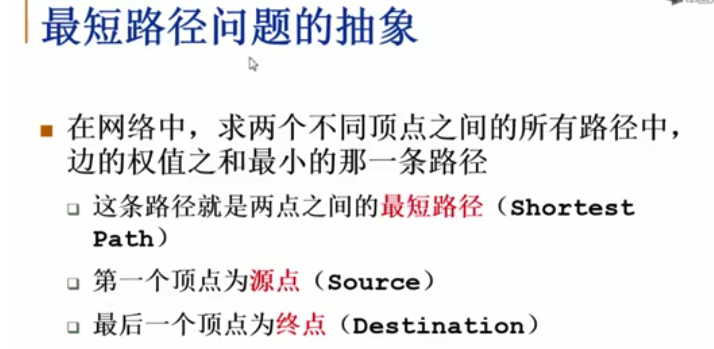 最短路径问题的抽象
在网络中，求两个不同顶点之间的所有路径中，
边的权值之和最小的那一条路径
这条路径就是两点之间的最短路径（Shortest
Path）
第一个顶点为源点（Source）
最后一个顶点为终点（Destination）